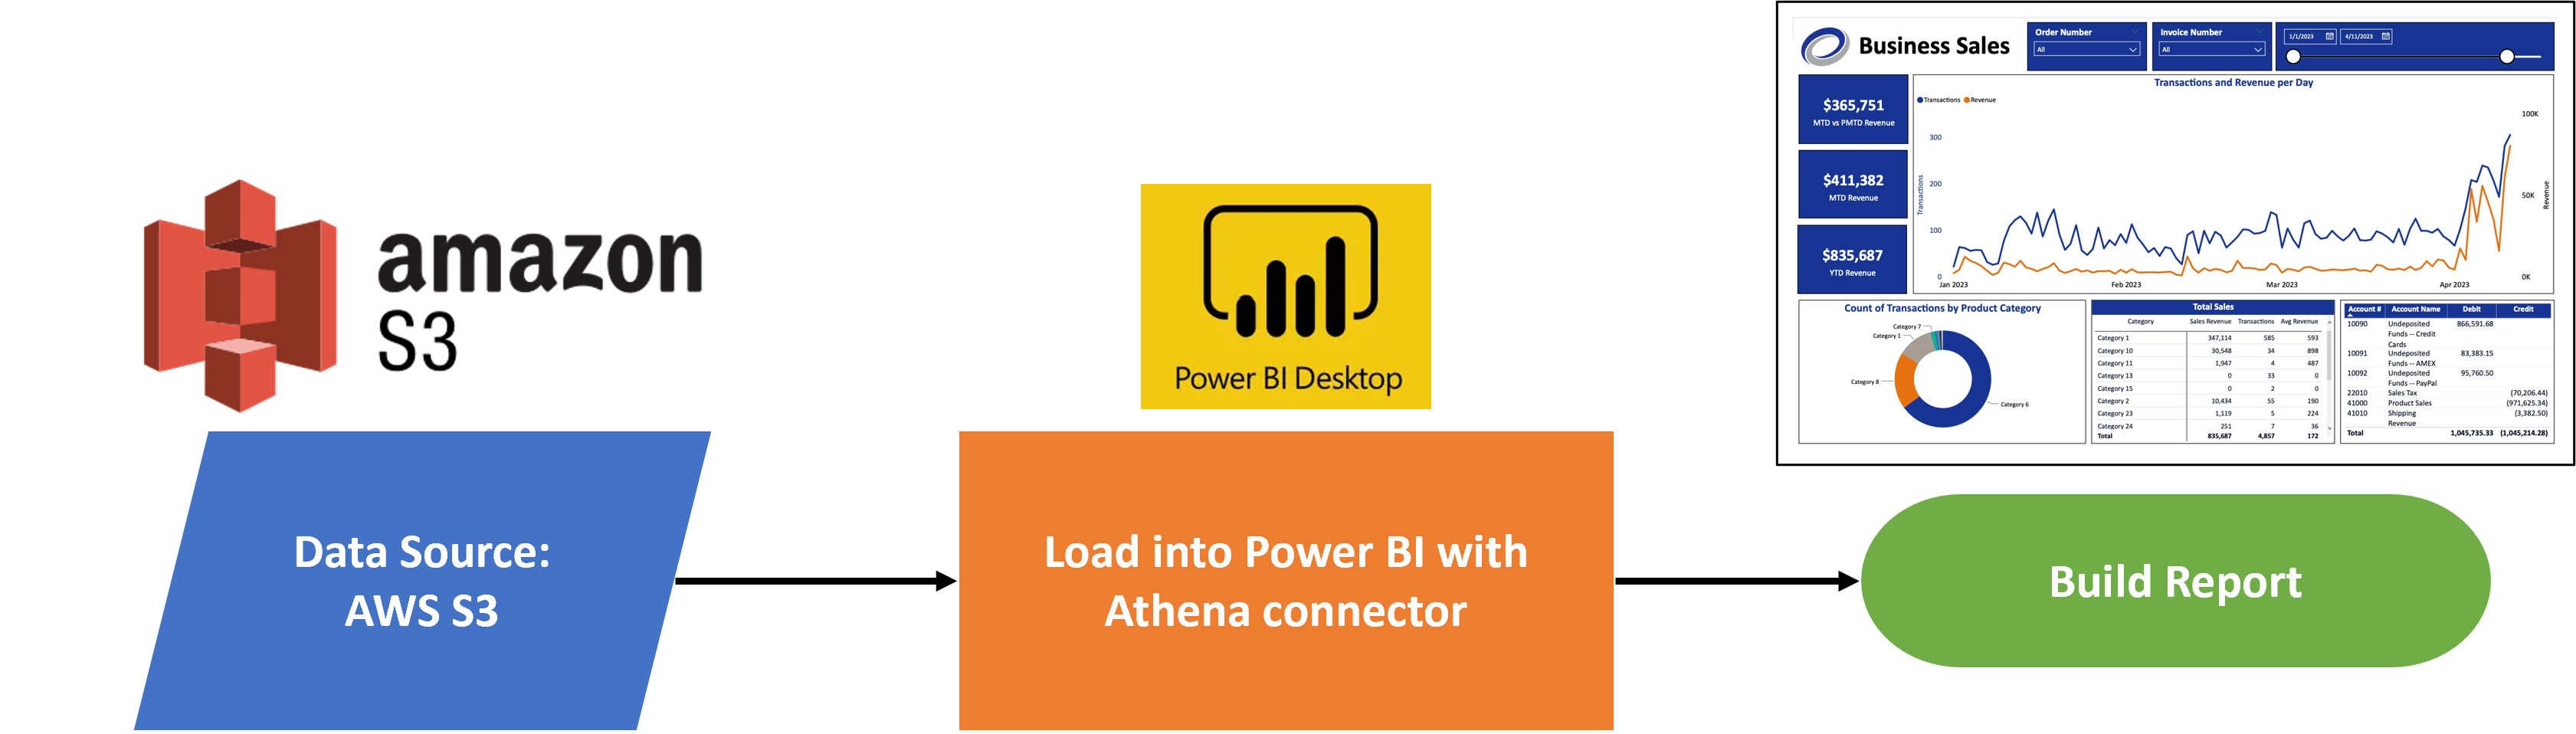 amazon
S3
Data Source:
AWS S3
Power BI Desktop
Load into Power BI with
Athena connector
Business Sales
Order Number
All
Invoice Number
All
1/1/2023
4/11/2023
$365,751
MTD vs PMTD Revenue
$411,382
MTD Revenue
$835,687
YTD Revenue
Transactions and Revenue per Day
Transactions Revenue
Transactions
300
200
100
0
100K
50K
0K
Revenue
Jan 2023 Feb 2023 Mar 2023 Apr 2023
Count of Transactions by Product Category
Category 7
Category 1
Category 8
Category 6
Total Sales
Category Sales Revenue Transactions Avg Revenue
Category 1 347,114 585 593
Category 10 30,548 34 898
Category 11 1,947 4 487
Category 13 0 33 0
Category 15 0 2 0
Category 2 10,434 55 190
Category 23 1,119 5 224
Category 24 251 7 36
Total 835,687 4,857 172
Account # Account Name Debit Credit
10090 Undeposited 866,591.68
Funds -- Credit
Cards
10091 Undeposited 83,383.15
Funds -- AMEX
10092 Undeposited 95,760.50
Funds -- PayPal
22010 Sales Tax (70,206.44)
41000 Product Sales (971,625.34)
41010 Shipping (3,382.50)
Revenue
Total 1,045,735.33 (1,045,214.28)
Build Report